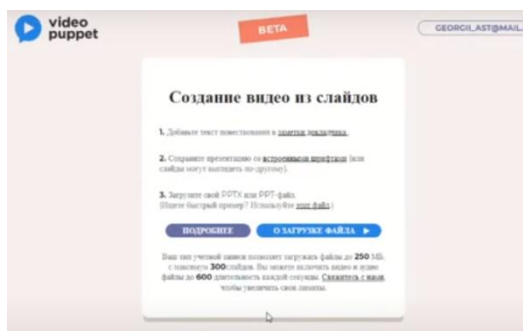 video
puppet
BETA
GEORGII_AST@MAIL.
Создание видео из слайдов
1. Добавьте текст повествования в заметки докладчика.
2. Сохраните презентацию со встроенными шрифтами (или
слайды могут выглядеть по-другому).
3. Загрузите свой PPTX или PPT-файл.
(Ищете быстрый пример? Используйте этот файл.)
ПОДРОБНЕЕ
О ЗАГРУЗКЕ ФАЙЛА
Ваш тип учетной записи позволяет загружать файлы до 250 МБ,
с максимум 300слайдов. Вы можете включить видео и аудио
файлы до 600 длительность каждой секунды. Свяжитесь с нами,
чтобы увеличить свои лимиты.